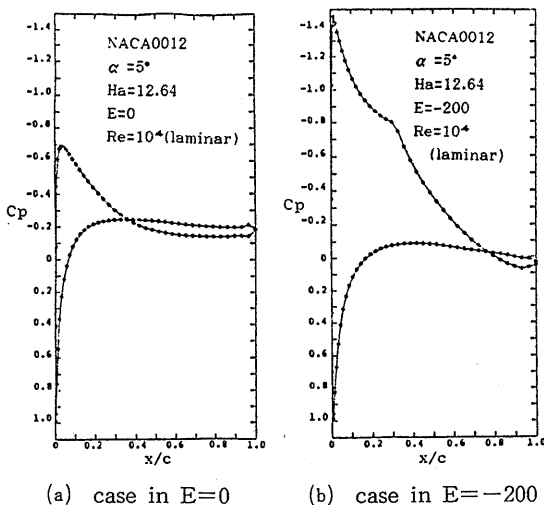 -1.4
-1.2
-1.0
-0.8
-0.6
-0.4
Cp
-0.2
0
0.2
0.4
0.6
0.8
1.0
NACA0012
α=5°
Ha=12.64
E=0
Re=10⁴(laminar)
0 0.2 0.4 0.6 0.8 1.0
x/c
(a) case in E=0
-1.4
-1.2
-1.0
-0.8
-0.6
-0.4
Cp
-0.2
0
0.2
0.4
0.6
0.8
1.0
NACA0012
α=5°
Ha=12.64
E=-200
Re=10⁴
(laminar)
0 0.2 0.4 0.6 0.8 1.0
x/c
(b) case in E=-200